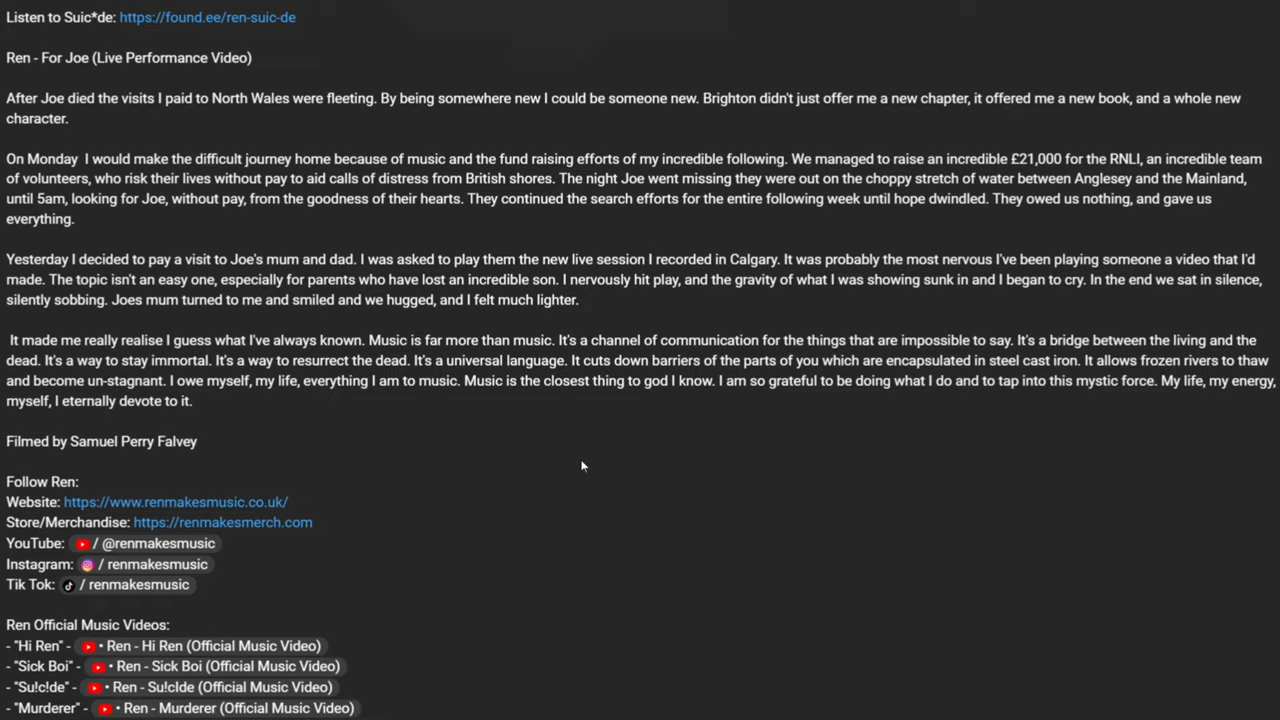 Listen to Suic*de: https://found.ee/ren-suic-de
Ren - For Joe (Live Performance Video)
After Joe died the visits I paid to North Wales were fleeting. By being somewhere new I could be someone new. Brighton didn't just offer me a new chapter, it offered me a new book, and a whole new
character.
On Monday  I would make the difficult journey home because of music and the fund raising efforts of my incredible following. We managed to raise an incredible £21,000 for the RNLI, an incredible team
of volunteers, who risk their lives without pay to aid calls of distress from British shores. The night Joe went missing they were out on the choppy stretch of water between Anglesey and the Mainland,
until 5am, looking for Joe, without pay, from the goodness of their hearts. They continued the search efforts for the entire following week until hope dwindled. They owed us nothing, and gave us
everything.
Yesterday I decided to pay a visit to Joe's mum and dad. I was asked to play them the new live session I recorded in Calgary. It was probably the most nervous I've been playing someone a video that I'd
made. The topic isn't an easy one, especially for parents who have lost an incredible son. I nervously hit play, and the gravity of what I was showing sunk in and I began to cry. In the end we sat in silence,
silently sobbing. Joes mum turned to me and smiled and we hugged, and I felt much lighter.
It made me really realise I guess what I've always known. Music is far more than music. It's a channel of communication for the things that are impossible to say. It's a bridge between the living and the
dead. It's a way to stay immortal. It's a way to resurrect the dead. It's a universal language. It cuts down barriers of the parts of you which are encapsulated in steel cast iron. It allows frozen rivers to thaw
and become un-stagnant. I owe myself, my life, everything I am to music. Music is the closest thing to god I know. I am so grateful to be doing what I do and to tap into this mystic force. My life, my energy,
myself, I eternally devote to it.
Filmed by Samuel Perry Falvey
Follow Ren:
Website: https://www.renmakesmusic.co.uk/
Store/Merchandise: https://renmakesmerch.com
YouTube: / @renmakesmusic
Instagram: / renmakesmusic
Tik Tok: / renmakesmusic
Ren Official Music Videos:
- "Hi Ren" - • Ren - Hi Ren (Official Music Video)
- "Sick Boi" - • Ren - Sick Boi (Official Music Video)
- "Su!c!de" - • Ren - Su!cIde (Official Music Video)
- "Murderer" - • Ren - Murderer (Official Music Video)